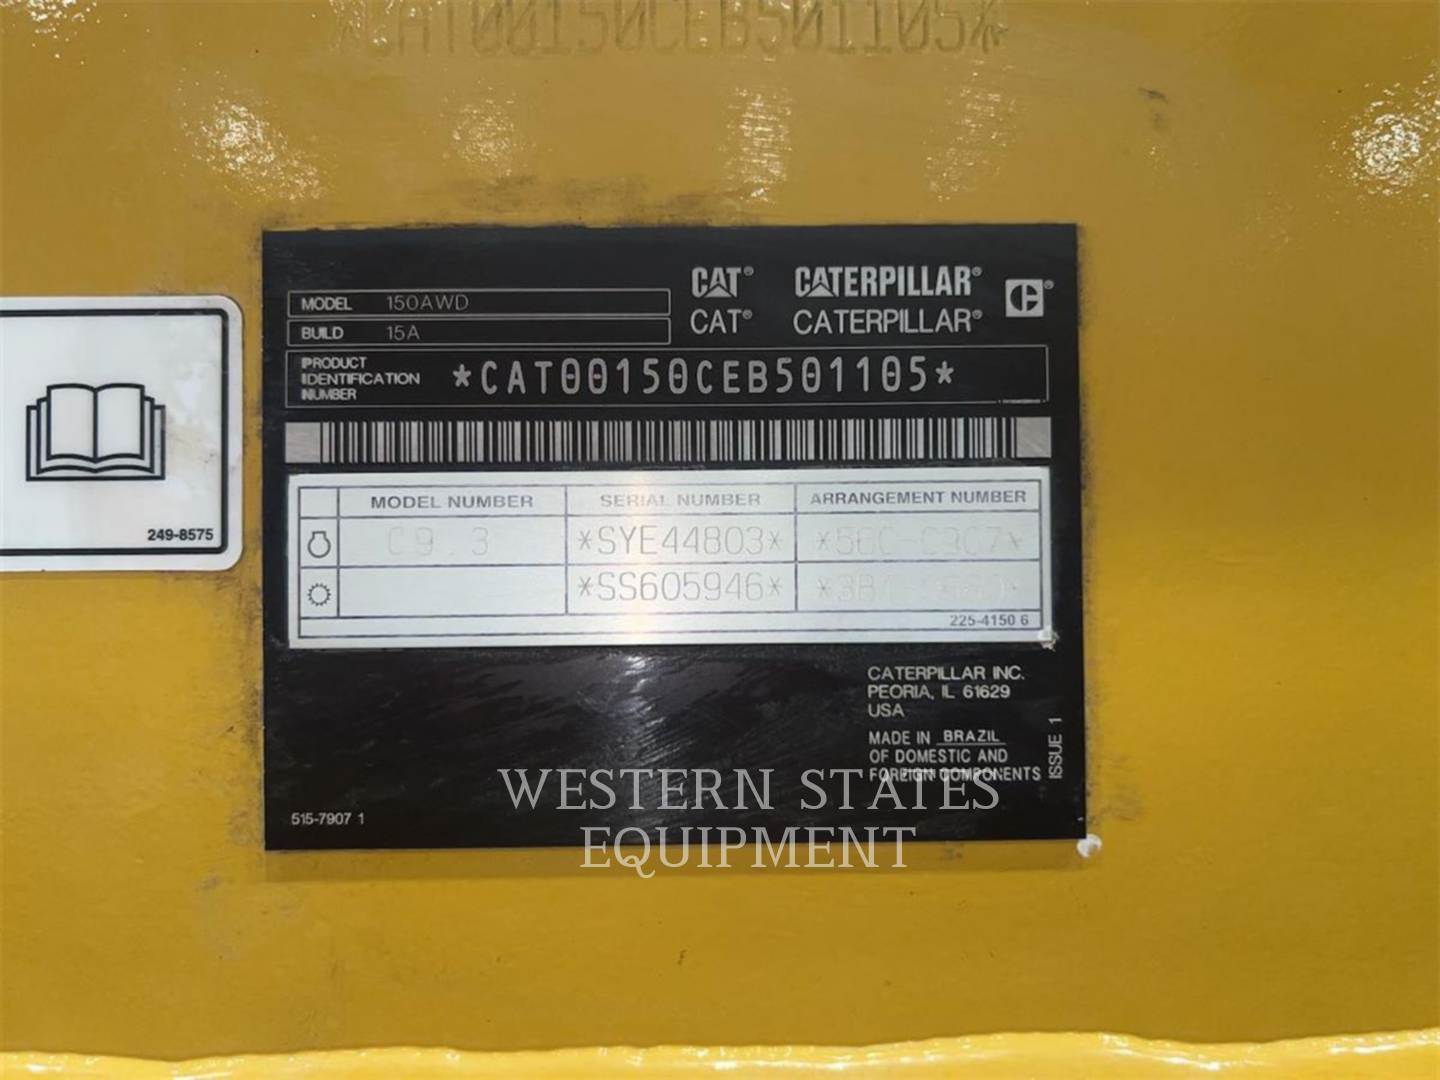 *CAT00150CEB501105*
CAT® CATERPILLAR®
MODEL 150AWD
CAT® CATERPILLAR®
BUILD 15A
PRODUCT IDENTIFICATION NUMBER *CAT00150CEB501105*
MODEL NUMBER SERIAL NUMBER ARRANGEMENT NUMBER
C9.3 *SYE44803*
*SS605946*
225-4150 6
249-8575
CATERPILLAR INC.
PEORIA, IL 61629
USA
MADE IN BRAZIL
OF DOMESTIC AND
FOREIGN COMPONENTS
ISSUE 1
515-7907 1
WESTERN STATES
EQUIPMENT